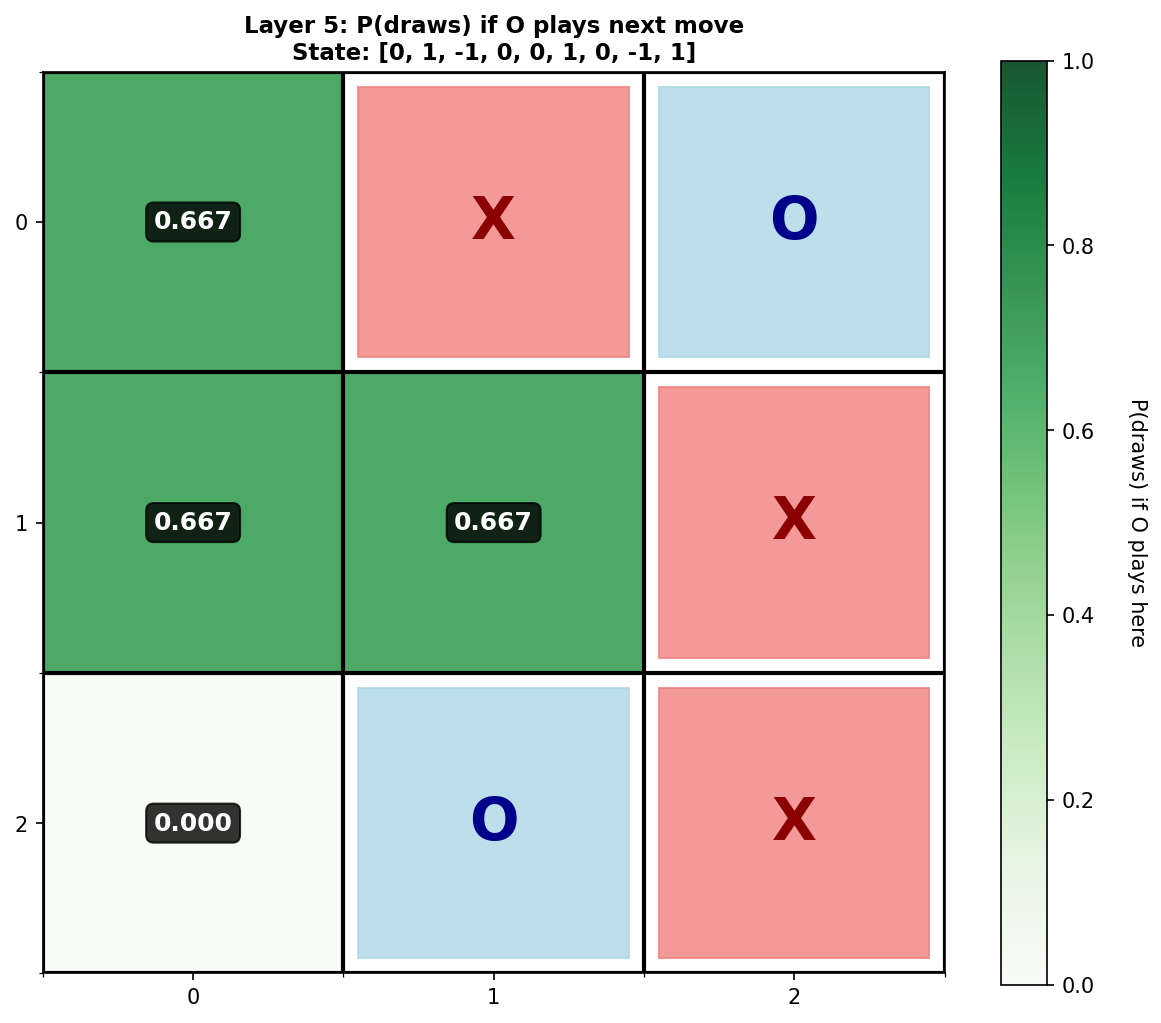 Layer 5: P(draws) if O plays next move
State: [0, 1, -1, 0, 0, 1, 0, -1, 1]
1.0
0.8
0.6
0.4
0.2
0.0
P(draws) if O plays here
0
0.667
X
O
1
0.667
0.667
X
2
0.000
O
X
0
1
2